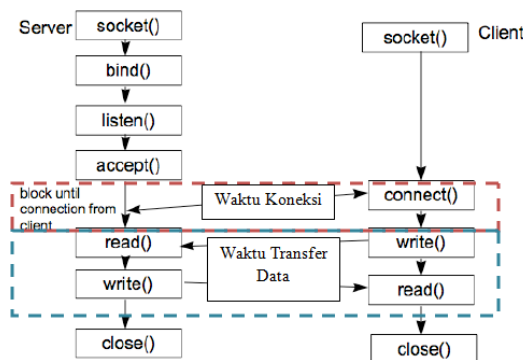 Server
socket()
Client
socket()
bind()
listen()
accept()
block until
connection from
client
Waktu Koneksi
connect()
read()
Waktu Transfer
Data
write()
write()
read()
close()
close()